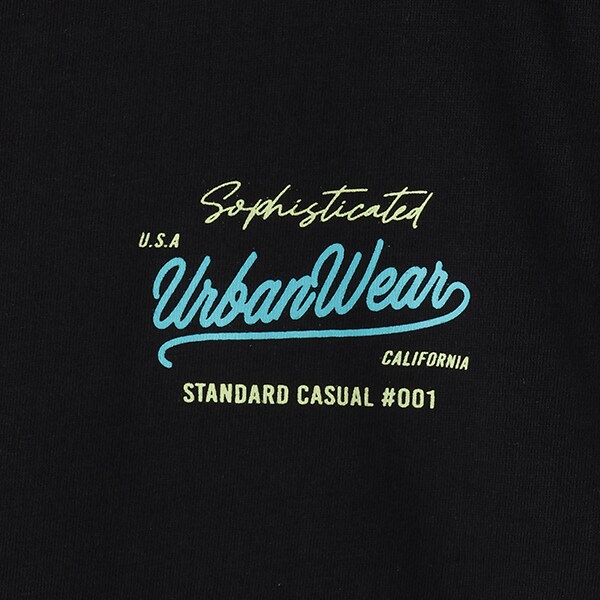 Sophisticated
U.S.A
UrbanWear
CALIFORNIA
STANDARD CASUAL #001